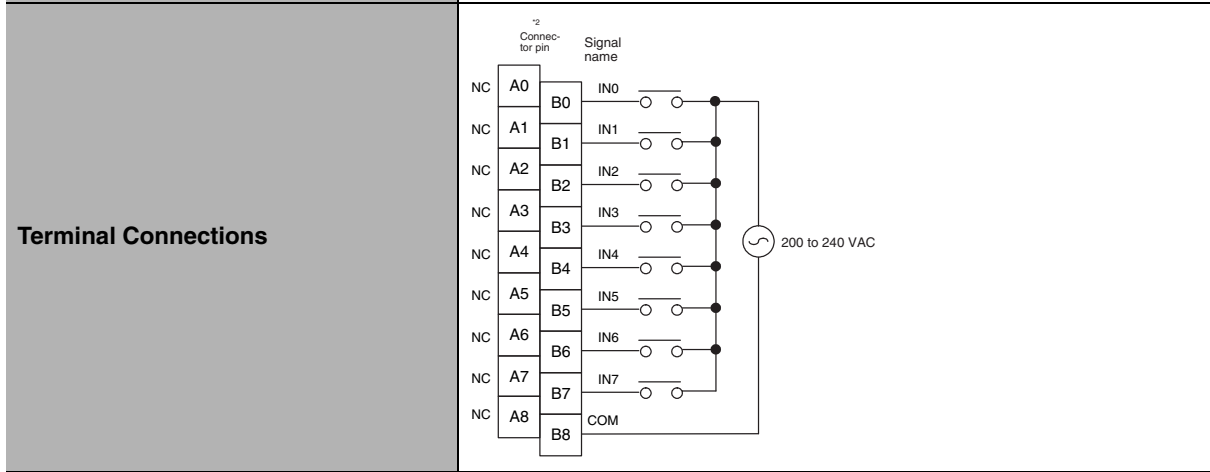 *2
Connec-
tor pin
Signal
name
NC A0 B0 IN0
NC A1 B1 IN1
NC A2 B2 IN2
Terminal Connections
NC A3 B3 IN3
200 to 240 VAC
NC A4 B4 IN4
NC A5 B5 IN5
NC A6 B6 IN6
NC A7 B7 IN7
NC A8 B8 COM